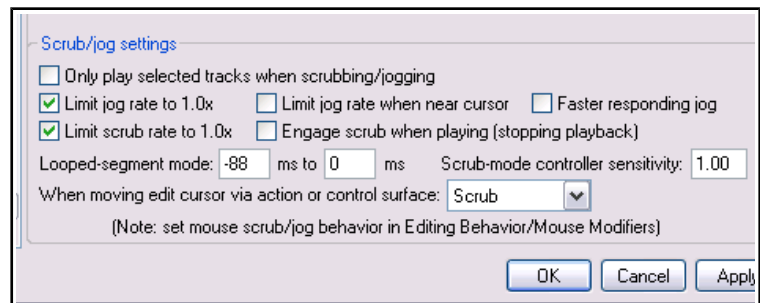 Scrub/jog settings
Only play selected tracks when scrubbing/jogging
Limit jog rate to 1.0x Limit jog rate when near cursor Faster responding jog
Limit scrub rate to 1.0x Engage scrub when playing (stopping playback)
Looped-segment mode: -88 ms to 0 ms Scrub-mode controller sensitivity: 1.00
When moving edit cursor via action or control surface: Scrub
(Note: set mouse scrub/jog behavior in Editing Behavior/Mouse Modifiers)
OK Cancel Apply